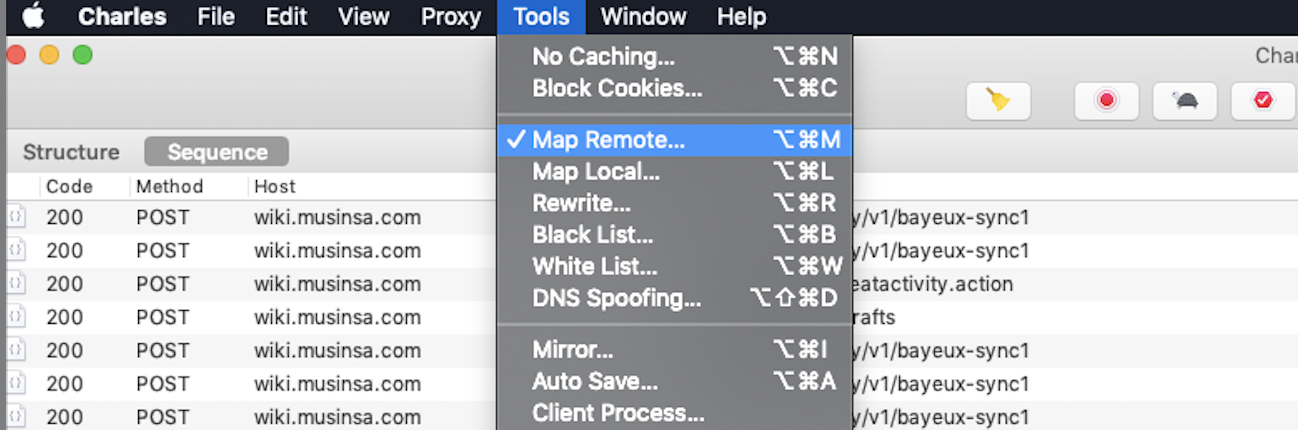 Charles File Edit View Proxy Tools Window Help
No Caching... ⌥⌘N
Block Cookies... ⌥⌘C
✓ Map Remote... ⌥⌘M
Map Local... ⌥⌘L
Rewrite... ⌥⌘R
Black List... ⌥⌘B
White List... ⌥⌘W
DNS Spoofing... ⌥⇧⌘D
Mirror... ⌥⌘I
Auto Save... ⌥⌘A
Client Process...
Char
Structure Sequence
Code Method Host
200 POST wiki.musinsa.com y/v1/bayeux-sync1
200 POST wiki.musinsa.com y/v1/bayeux-sync1
200 POST wiki.musinsa.com eatactivity.action
200 POST wiki.musinsa.com rafts
200 POST wiki.musinsa.com y/v1/bayeux-sync1
200 POST wiki.musinsa.com y/v1/bayeux-sync1
200 POST wiki.musinsa.com y/v1/bayeux-sync1